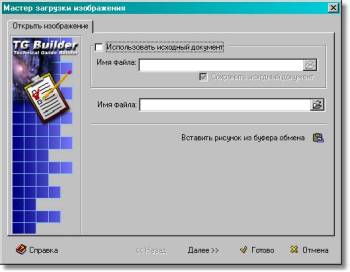 Мастер загрузки изображения
Открыть изображение
TG Builder
Technical Guide Builder
Использовать исходный документ
Имя Файла:
Сохранить исходный документ
Имя Файла:
Вставить рисунок из буфера обмена
Справка
<< Назад
Далее >>
Готово
Отмена